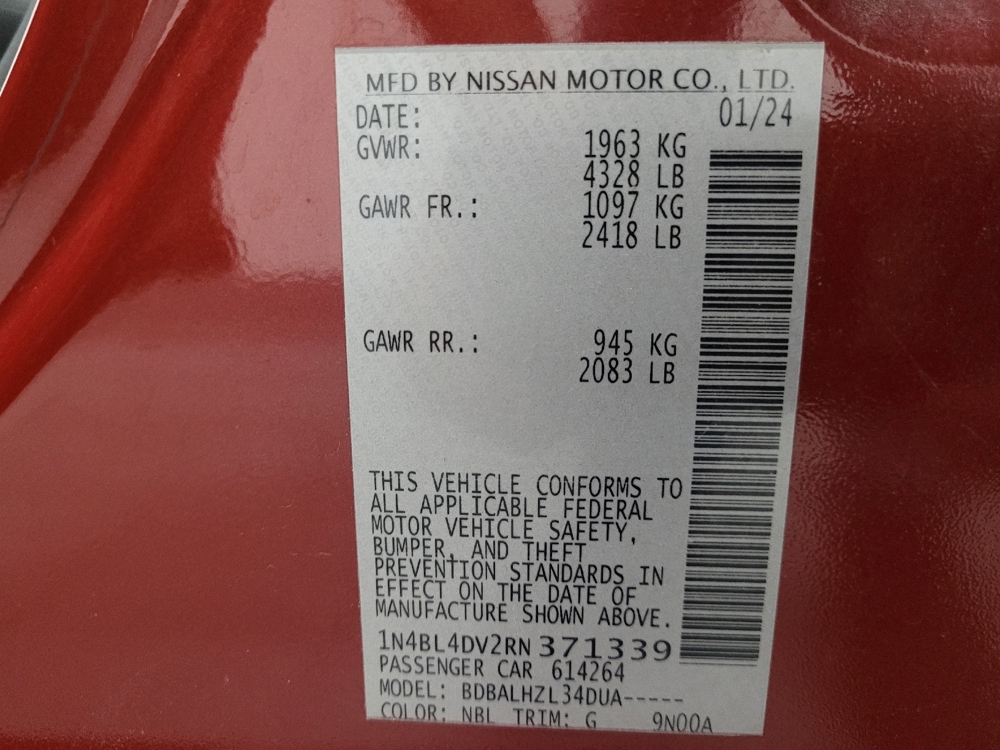 MFD BY NISSAN MOTOR CO., LTD.
DATE: 01/24
GVWR: 1963 KG
4328 LB
GAWR FR.: 1097 KG
2418 LB
GAWR RR.: 945 KG
2083 LB
THIS VEHICLE CONFORMS TO
ALL APPLICABLE FEDERAL
MOTOR VEHICLE SAFETY,
BUMPER, AND THEFT
PREVENTION STANDARDS IN
EFFECT ON THE DATE OF
MANUFACTURE SHOWN ABOVE.
1N4BL4DV2RN 371339
PASSENGER CAR 614264
MODEL: BDBALHZL34DUA-----
COLOR: NBL TRIM: G 9N00A